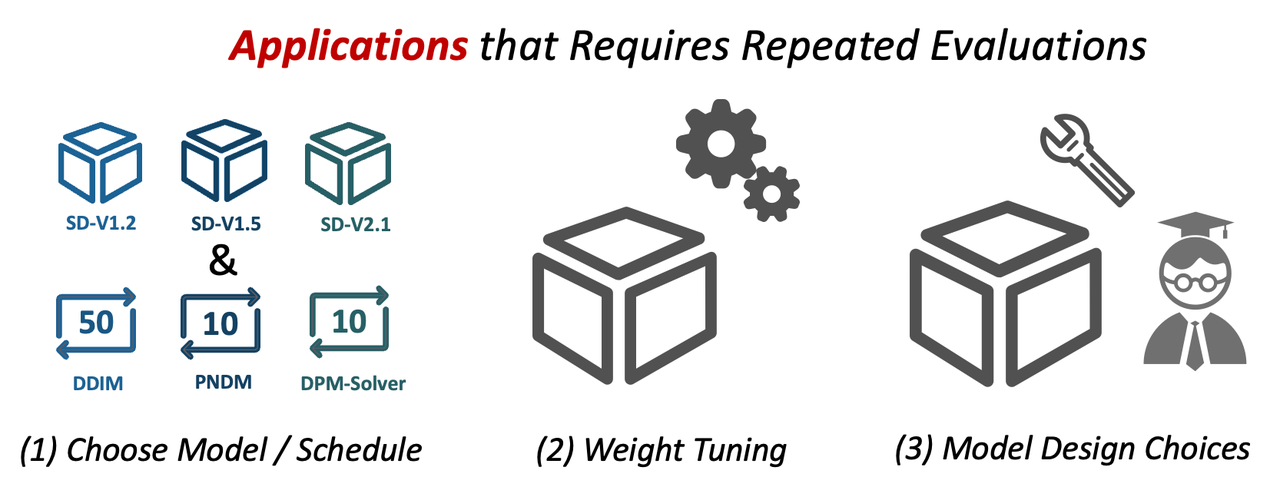 Applications that Requires Repeated Evaluations
SD-V1.2 SD-V1.5 SD-V2.1
&
50 10 10
DDIM PNDM DPM-Solver
(1) Choose Model / Schedule
(2) Weight Tuning
(3) Model Design Choices